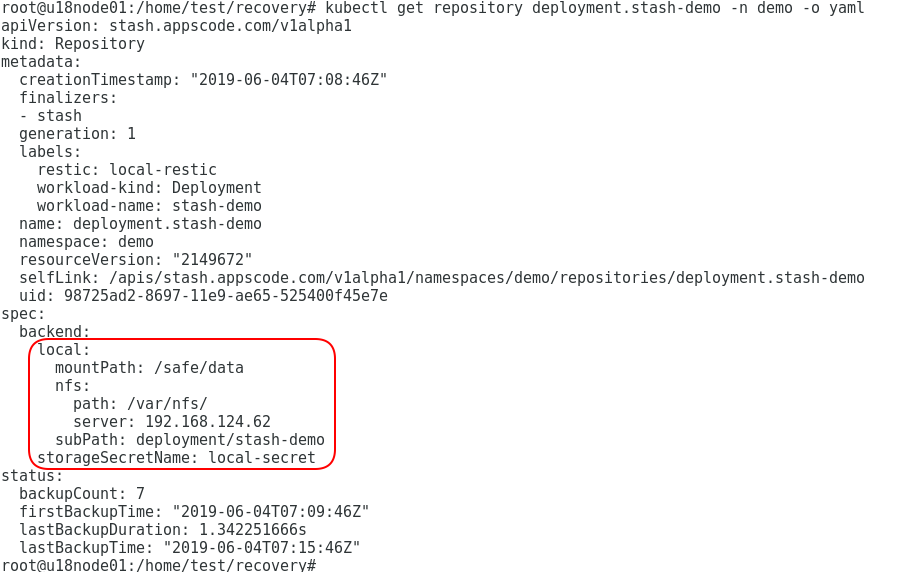 root@u18node01:/home/test/recovery# kubectl get repository deployment.stash-demo -n demo -o yaml
apiVersion: stash.appscode.com/v1alpha1
kind: Repository
metadata:
  creationTimestamp: "2019-06-04T07:08:46Z"
  finalizers:
  - stash
  generation: 1
  labels:
    restic: local-restic
    workload-kind: Deployment
    workload-name: stash-demo
  name: deployment.stash-demo
  namespace: demo
  resourceVersion: "2149672"
  selfLink: /apis/stash.appscode.com/v1alpha1/namespaces/demo/repositories/deployment.stash-demo
  uid: 98725ad2-8697-11e9-ae65-525400f45e7e
spec:
  backend:
    local:
      mountPath: /safe/data
      nfs:
        path: /var/nfs/
        server: 192.168.124.62
      subPath: deployment/stash-demo
    storageSecretName: local-secret
status:
  backupCount: 7
  firstBackupTime: "2019-06-04T07:09:46Z"
  lastBackupDuration: 1.342251666s
  lastBackupTime: "2019-06-04T07:15:46Z"
root@u18node01:/home/test/recovery#